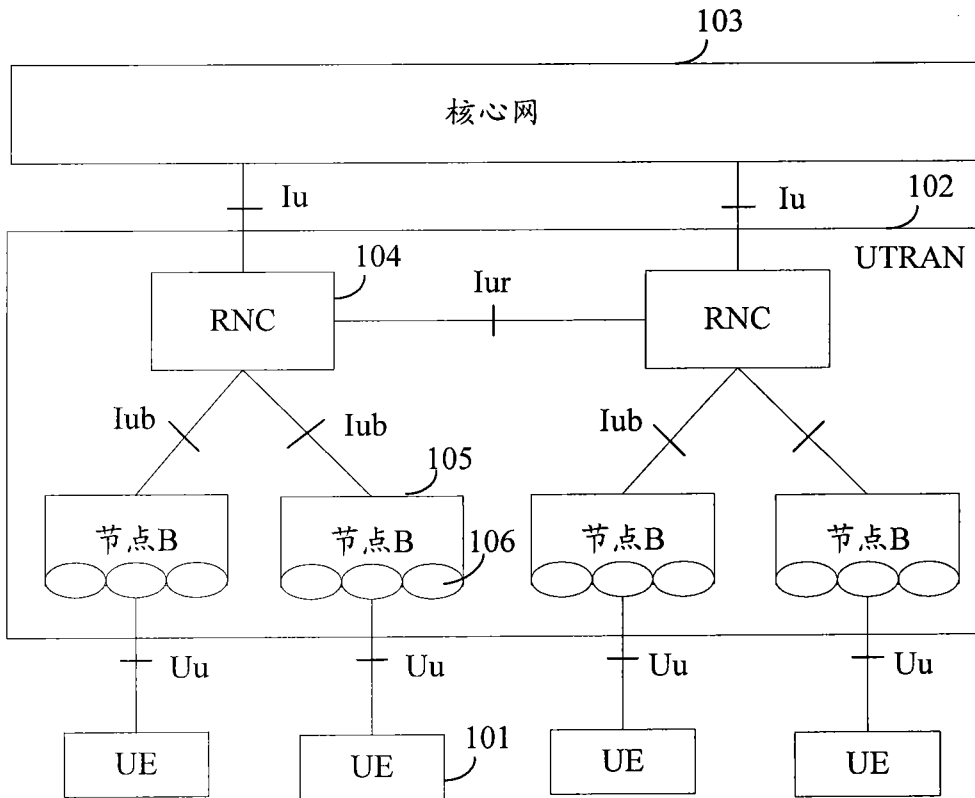 103
核心网
Iu
Iu
102
UTRAN
104
RNC
Iur
RNC
Iub
Iub
Iub
105
节点B
节点B
106
节点B
节点B
Uu
Uu
Uu
Uu
UE
UE
101
UE
UE